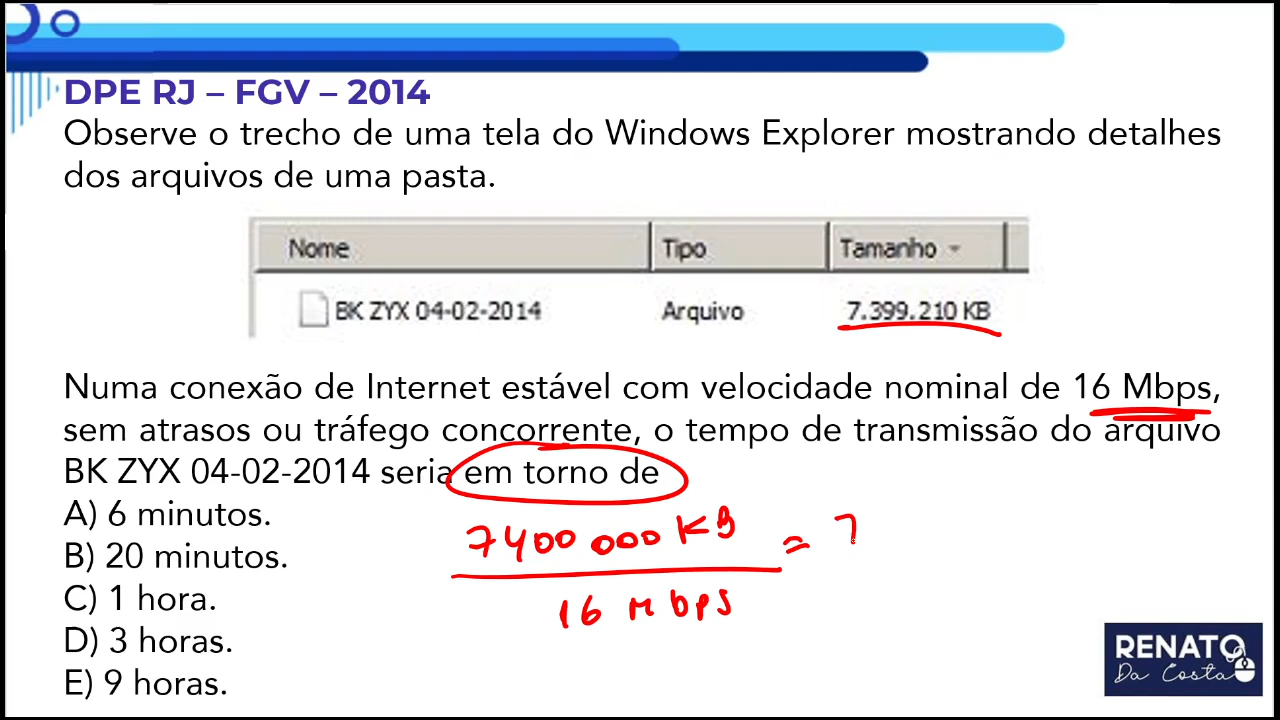 DPE RJ – FGV – 2014
Observe o trecho de uma tela do Windows Explorer mostrando detalhes
dos arquivos de uma pasta.
Nome Tipo Tamanho
BK ZYX 04-02-2014 Arquivo 7.399.210 KB
Numa conexão de Internet estável com velocidade nominal de 16 Mbps,
sem atrasos ou tráfego concorrente, o tempo de transmissão do arquivo
BK ZYX 04-02-2014 seria em torno de
A) 6 minutos.
B) 20 minutos.
C) 1 hora.
D) 3 horas.
E) 9 horas.
7400 000 KB = 7
16 Mbps
RENATO
Da Costa